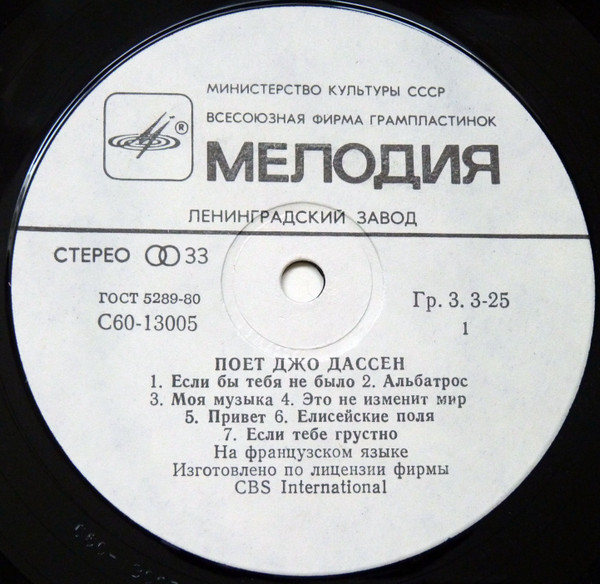 МИНИСТЕРСТВО КУЛЬТУРЫ СССР
ВСЕСОЮЗНАЯ ФИРМА ГРАМПЛАСТИНОК
®
МЕЛОДИЯ
ЛЕНИНГРАДСКИЙ ЗАВОД
СТЕРЕО 33
ГОСТ 5289-80
С60-13005
Гр. 3. 3-25
1
ПОЕТ ДЖО ДАССЕН
1. Если бы тебя не было 2. Альбатрос
3. Моя музыка 4. Это не изменит мир
5. Привет 6. Елисейские поля
7. Если тебе грустно
На французском языке
Изготовлено по лицензии фирмы
CBS International